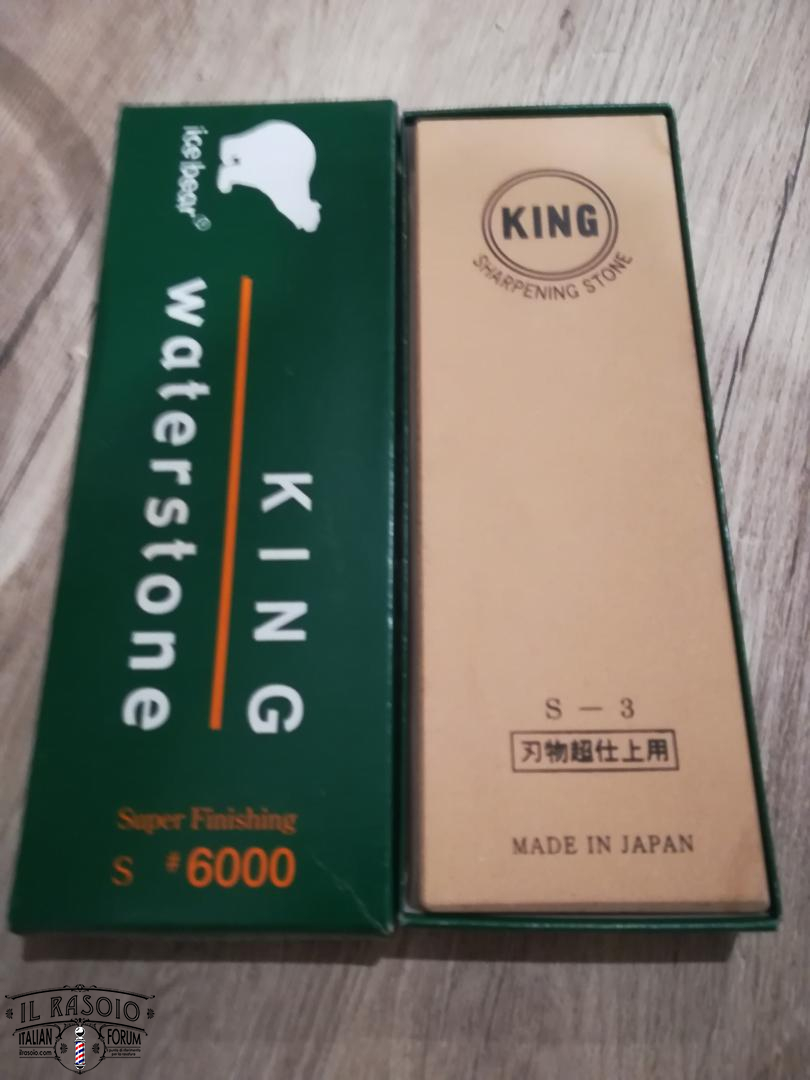 ice bear®
KING
waterstone
Super Finishing
S #6000
KING
SHARPENING STONE
S - 3
刃物超仕上用
MADE IN JAPAN
IL RASOIO
ITALIAN FORUM
ilrasoio.com